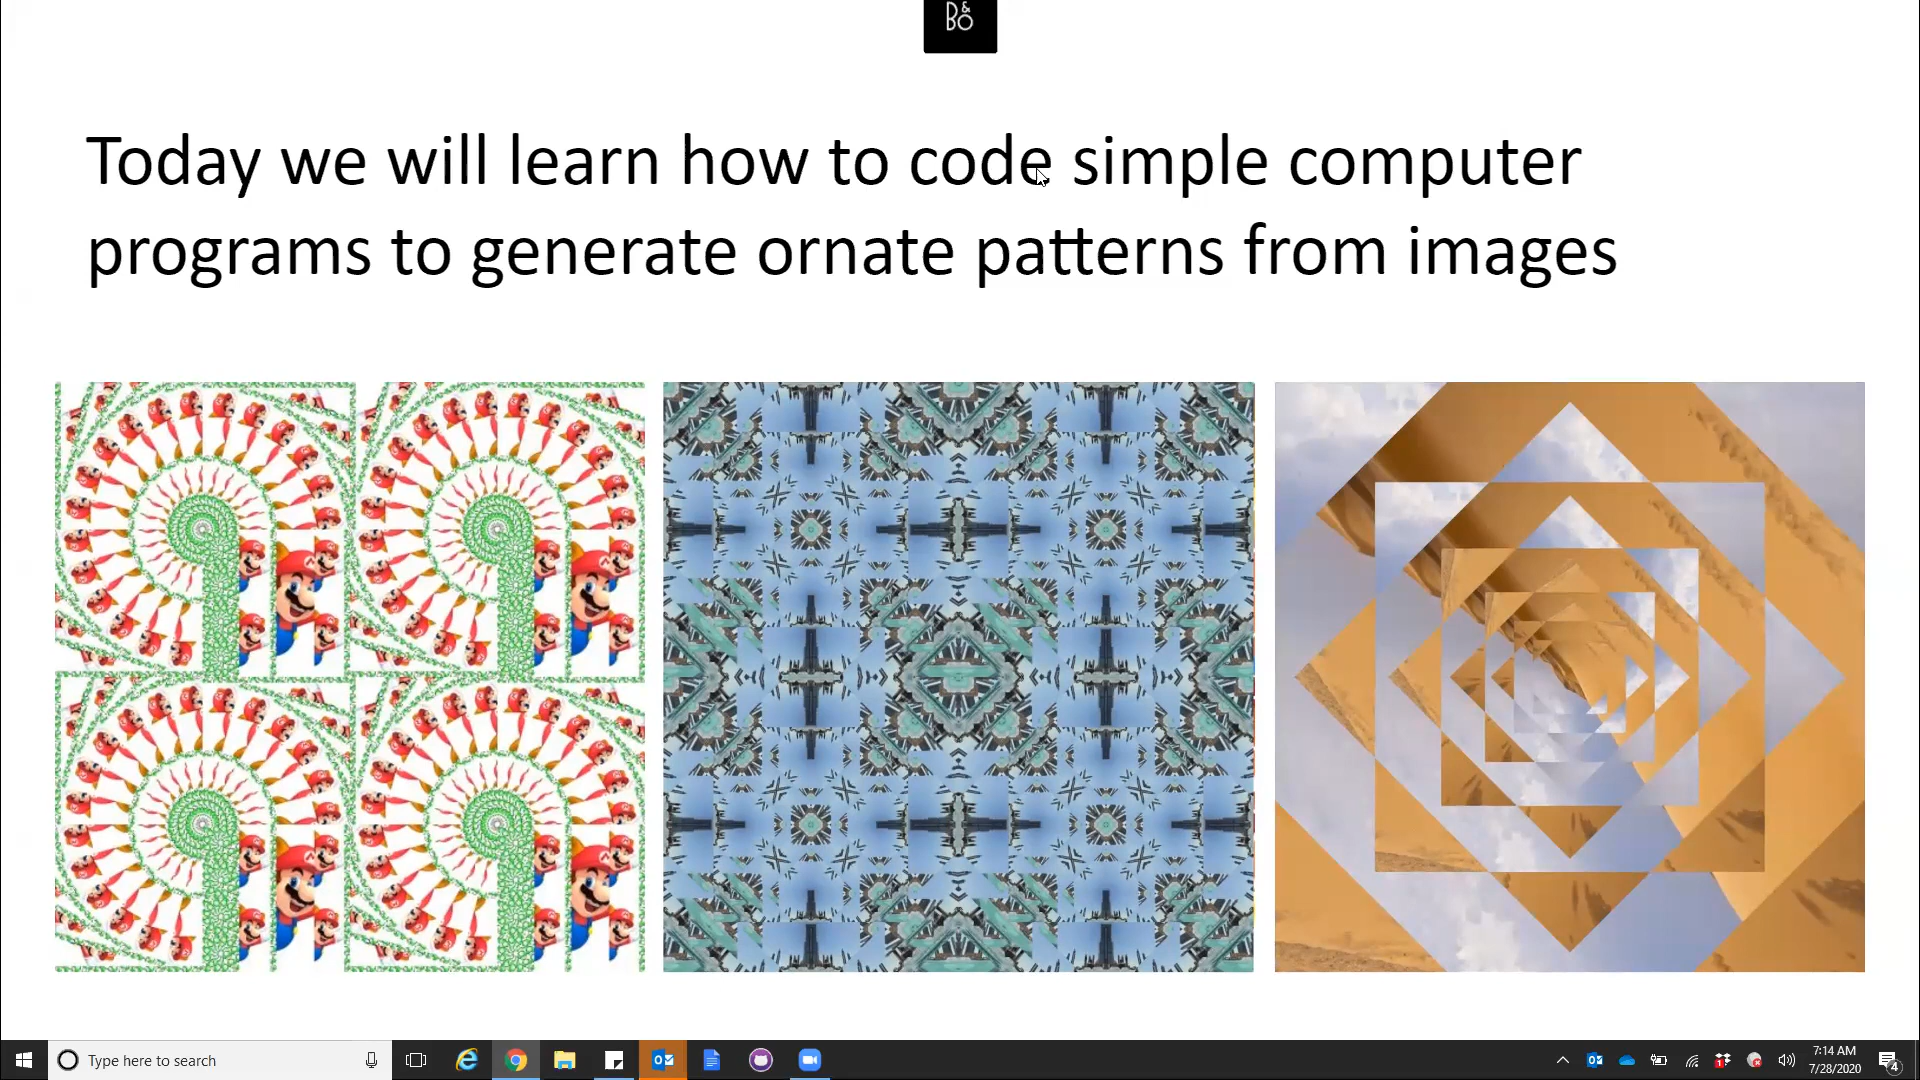 B&O
Today we will learn how to code simple computer
programs to generate ornate patterns from images
Type here to search
7:14 AM
7/28/2020
4